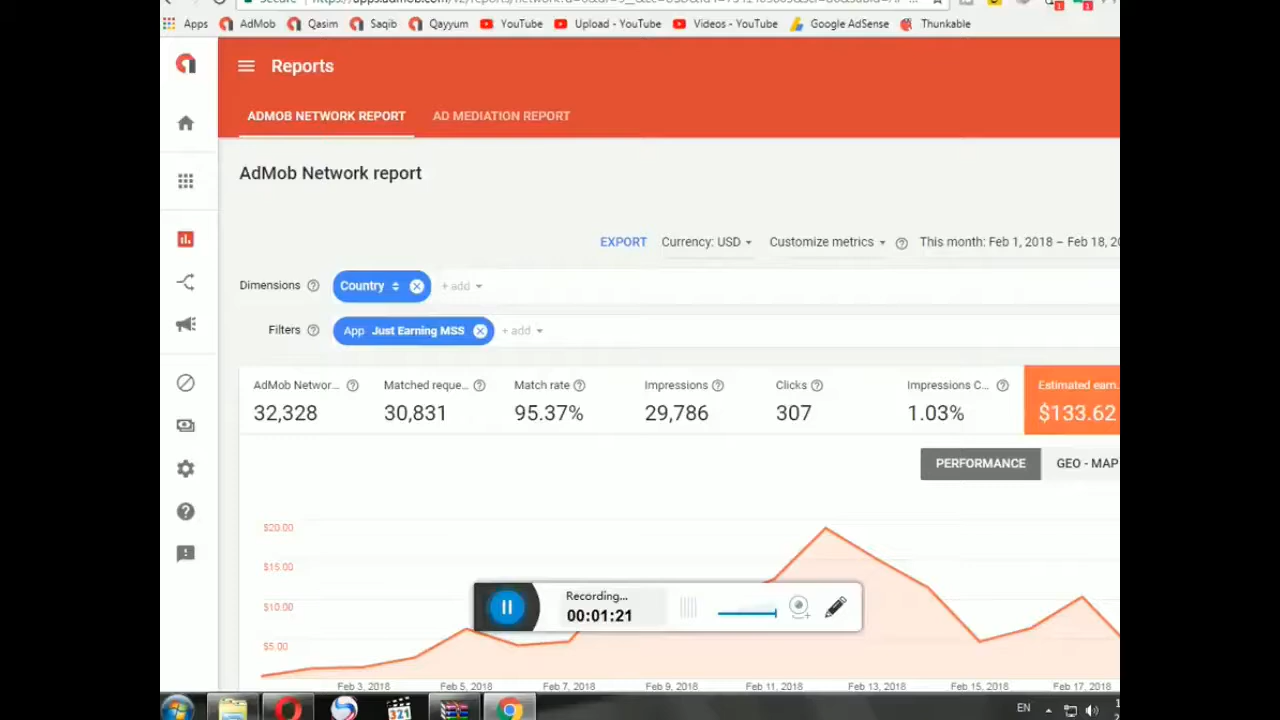 Apps AdMob Qasim Saqib Qayyum YouTube Upload - YouTube Videos - YouTube Google AdSense Thunkable
Reports
ADMOB NETWORK REPORT AD MEDIATION REPORT
AdMob Network report
EXPORT Currency: USD Customize metrics This month: Feb 1, 2018 – Feb 18, 20
Dimensions Country + add
Filters App Just Earning MSS + add
AdMob Networ... Matched reque... Match rate Impressions Clicks Impressions C... Estimated earn.
32,328 30,831 95.37% 29,786 307 1.03% $133.62
PERFORMANCE GEO - MAP
$20.00
$15.00
$10.00
$5.00
Recording...
00:01:21
Feb 3, 2018 Feb 5, 2018 Feb 7, 2018 Feb 9, 2018 Feb 11, 2018 Feb 13, 2018 Feb 15, 2018 Feb 17, 2018
321 EN